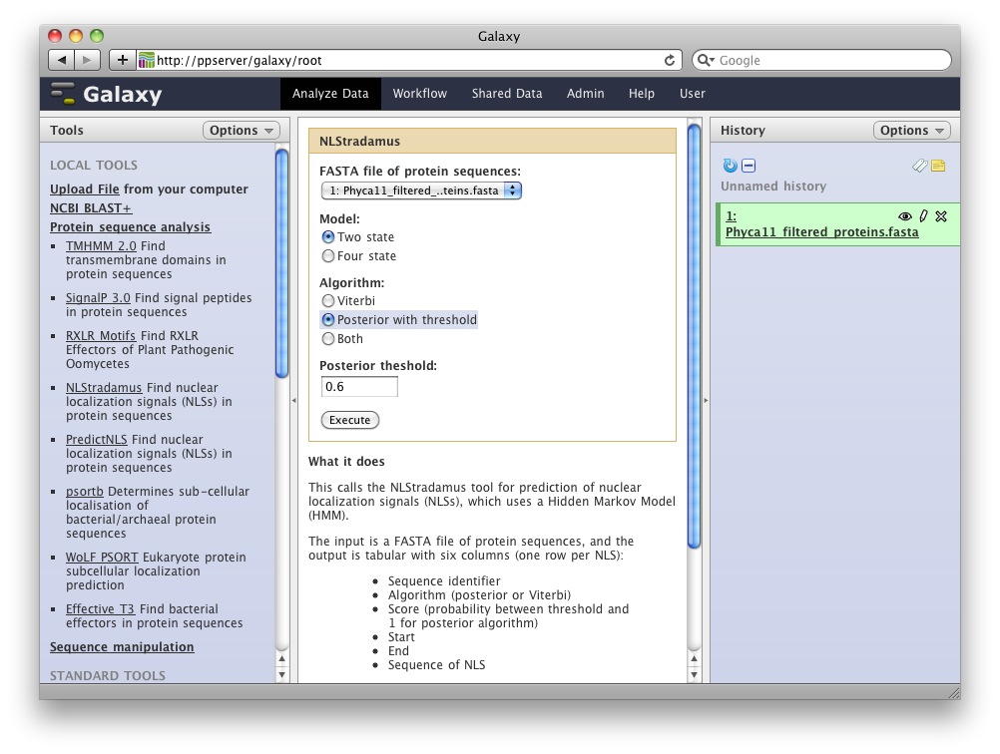 Galaxy
http://ppserver/galaxy/root
Google
Galaxy
Analyze Data
Workflow
Shared Data
Admin
Help
User
Tools
Options
LOCAL TOOLS
Upload File from your computer
NCBI BLAST+
Protein sequence analysis
TMHMM 2.0 Find
transmembrane domains in
protein sequences
SignalP 3.0 Find signal peptides
in protein sequences
RXLR Motifs Find RXLR
Effectors of Plant Pathogenic
Oomycetes
NLStradamus Find nuclear
localization signals (NLSs) in
protein sequences
PredictNLS Find nuclear
localization signals (NLSs) in
protein sequences
psortb Determines sub-cellular
localisation of
bacterial/archaeal protein
sequences
WoLF PSORT Eukaryote protein
subcellular localization
prediction
Effective T3 Find bacterial
effectors in protein sequences
Sequence manipulation
STANDARD TOOLS
NLStradamus
FASTA file of protein sequences:
1: Phyca11_filtered_..teins.fasta
Model:
Two state
Four state
Algorithm:
Viterbi
Posterior with threshold
Both
Posterior theshold:
0.6
Execute
What it does
This calls the NLStradamus tool for prediction of nuclear
localization signals (NLSs), which uses a Hidden Markov Model
(HMM).
The input is a FASTA file of protein sequences, and the
output is tabular with six columns (one row per NLS):
Sequence identifier
Algorithm (posterior or Viterbi)
Score (probability between threshold and
1 for posterior algorithm)
Start
End
Sequence of NLS
History
Options
Unnamed history
1:
Phyca11_filtered_proteins.fasta